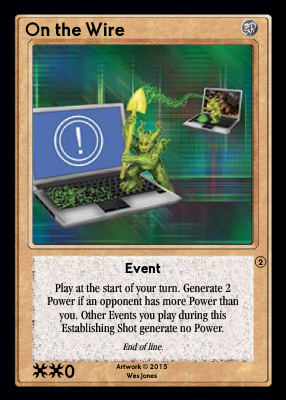 On the Wire
!
2
Event
Play at the start of your turn. Generate 2
Power if an opponent has more Power than
you. Other Events you play during this
Establishing Shot generate no Power.
End of line.
0
Artwork © 2015
Wes Jones